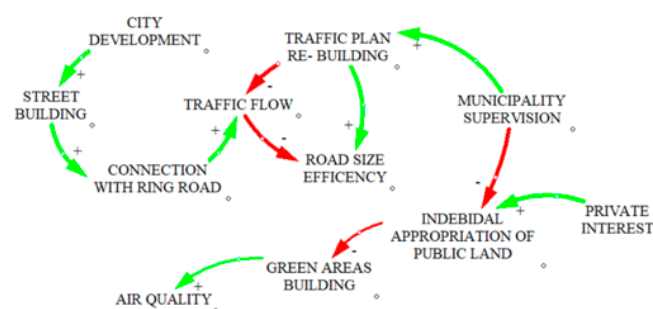 CITY
DEVELOPMENT
TRAFFIC PLAN
RE- BUILDING
+
+
-
STREET
BUILDING
TRAFFIC FLOW
MUNICIPALITY
SUPERVISION
+
+
-
+
CONNECTION
WITH RING ROAD
ROAD SIZE
EFFICENCY
-
+
PRIVATE
INTEREST
INDEBIDAL
APPROPRIATION OF
PUBLIC LAND
-
GREEN AREAS
BUILDING
+
AIR QUALITY